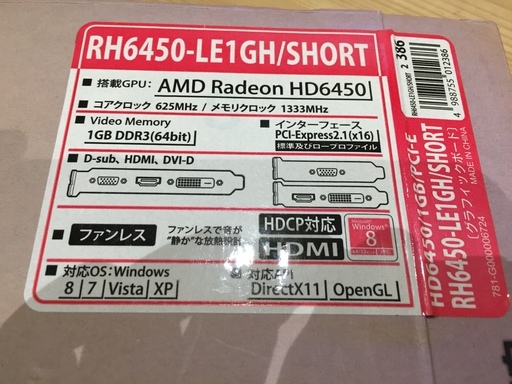 RH6450-LE1GH/SHORT
■ 搭載GPU: AMD Radeon HD6450
■ コアクロック 625MHz / メモリクロック 1333MHz
■ Video Memory
1GB DDR3(64bit)
■ インターフェース
PCI-Express2.1(x16)
標準及びロープロファイル
■ D-sub、HDMI、DVI-D
■ ファンレス
ファンレスで音が
"静か"な放熱設計
HDCP対応
HDMI
Windows
8
■ 対応OS: Windows
8 | 7 | Vista | XP
対応API
DirectX11 | OpenGL
RH6450-LE1GH/SHORT 2
386
4 988755 012386
HD6450/1GB/PCI-E
RH6450-LE1GH/SHORT
〔グラフィックボード〕
MADE IN CHINA
781-G000006724